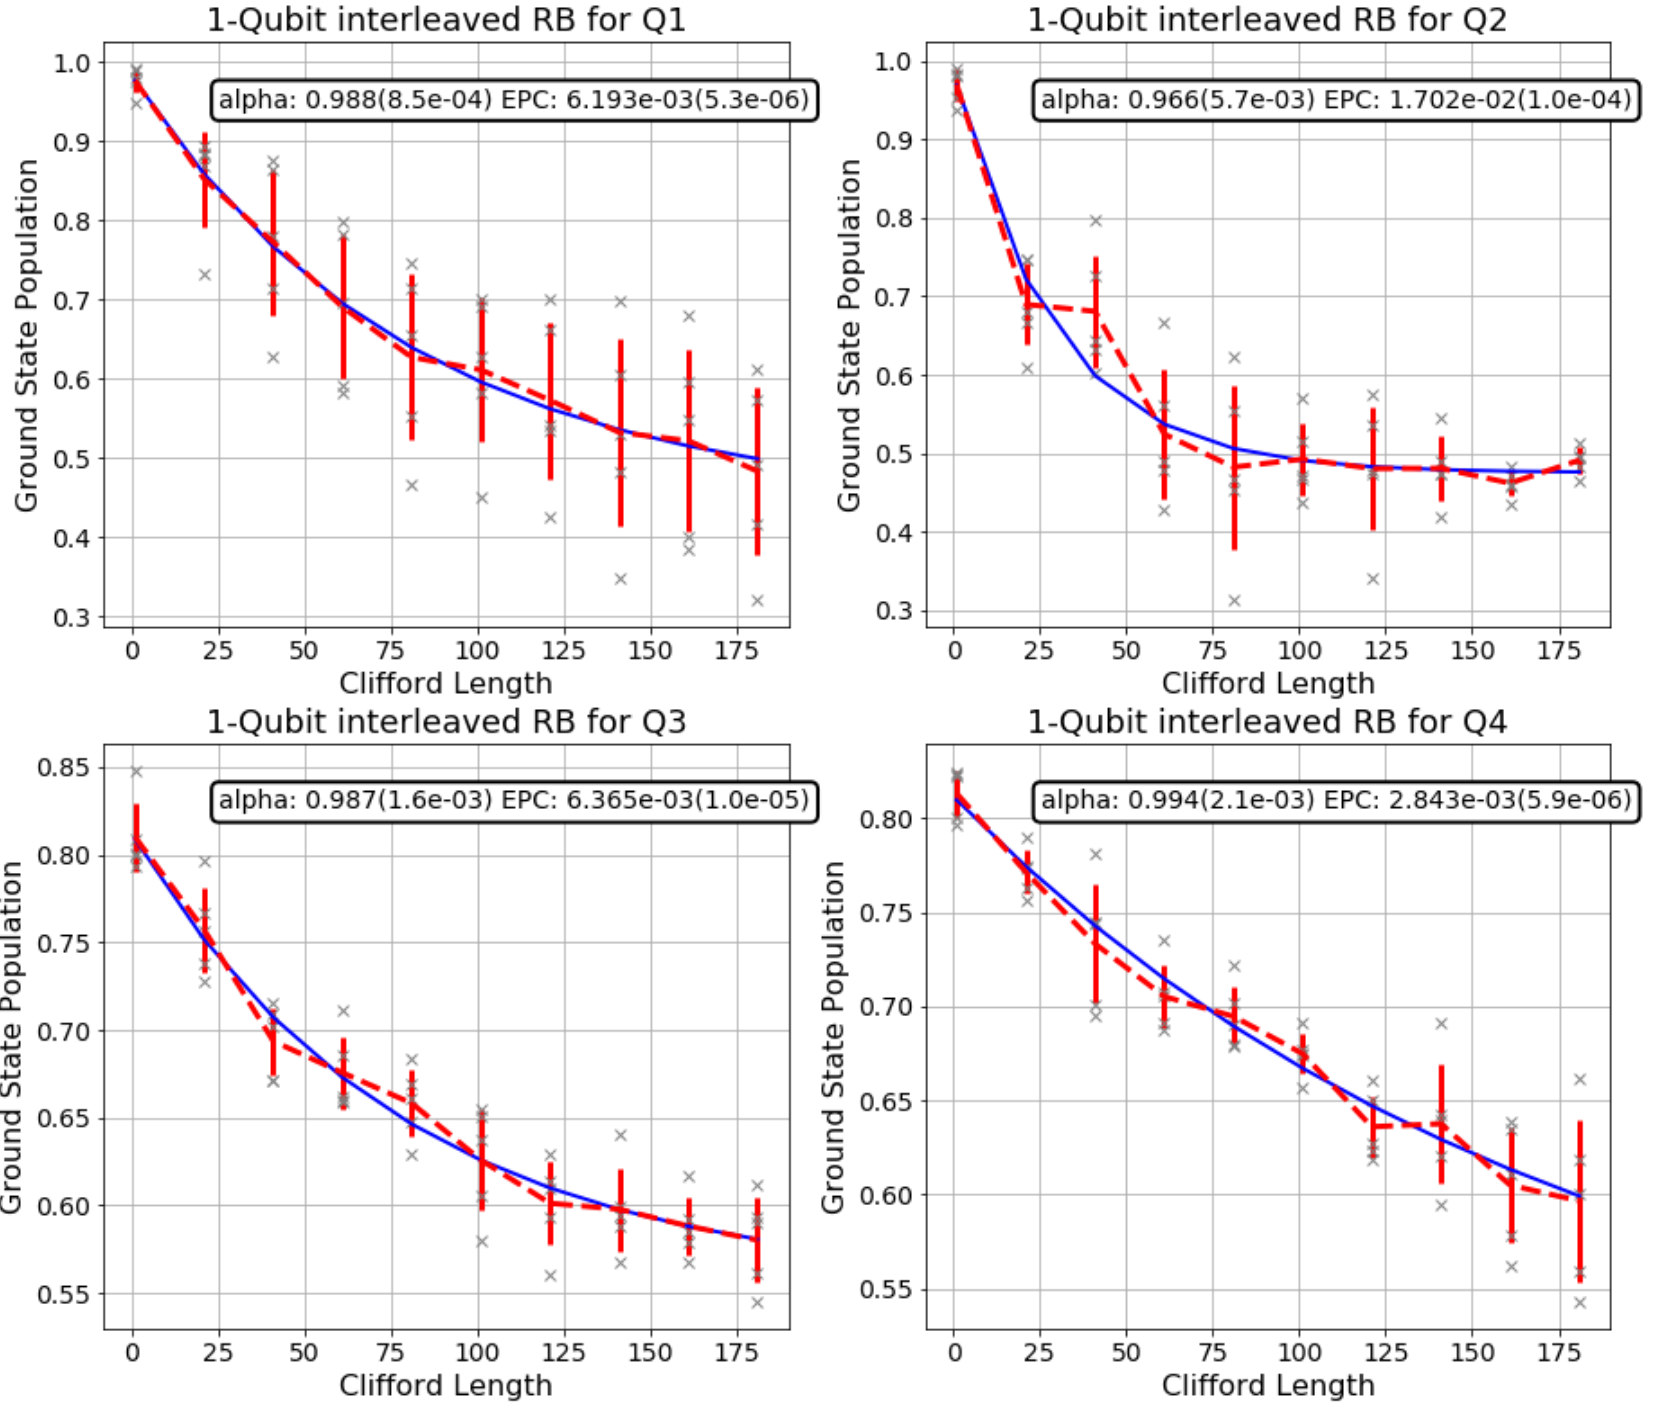 1-Qubit interleaved RB for Q1
alpha: 0.988(8.5e-04) EPC: 6.193e-03(5.3e-06)
Ground State Population
1.0
0.9
0.8
0.7
0.6
0.5
0.4
0.3
0 25 50 75 100 125 150 175
Clifford Length
1-Qubit interleaved RB for Q2
alpha: 0.966(5.7e-03) EPC: 1.702e-02(1.0e-04)
Ground State Population
1.0
0.9
0.8
0.7
0.6
0.5
0.4
0.3
0 25 50 75 100 125 150 175
Clifford Length
1-Qubit interleaved RB for Q3
alpha: 0.987(1.6e-03) EPC: 6.365e-03(1.0e-05)
Ground State Population
0.85
0.80
0.75
0.70
0.65
0.60
0.55
0 25 50 75 100 125 150 175
Clifford Length
1-Qubit interleaved RB for Q4
alpha: 0.994(2.1e-03) EPC: 2.843e-03(5.9e-06)
Ground State Population
0.80
0.75
0.70
0.65
0.60
0.55
0 25 50 75 100 125 150 175
Clifford Length